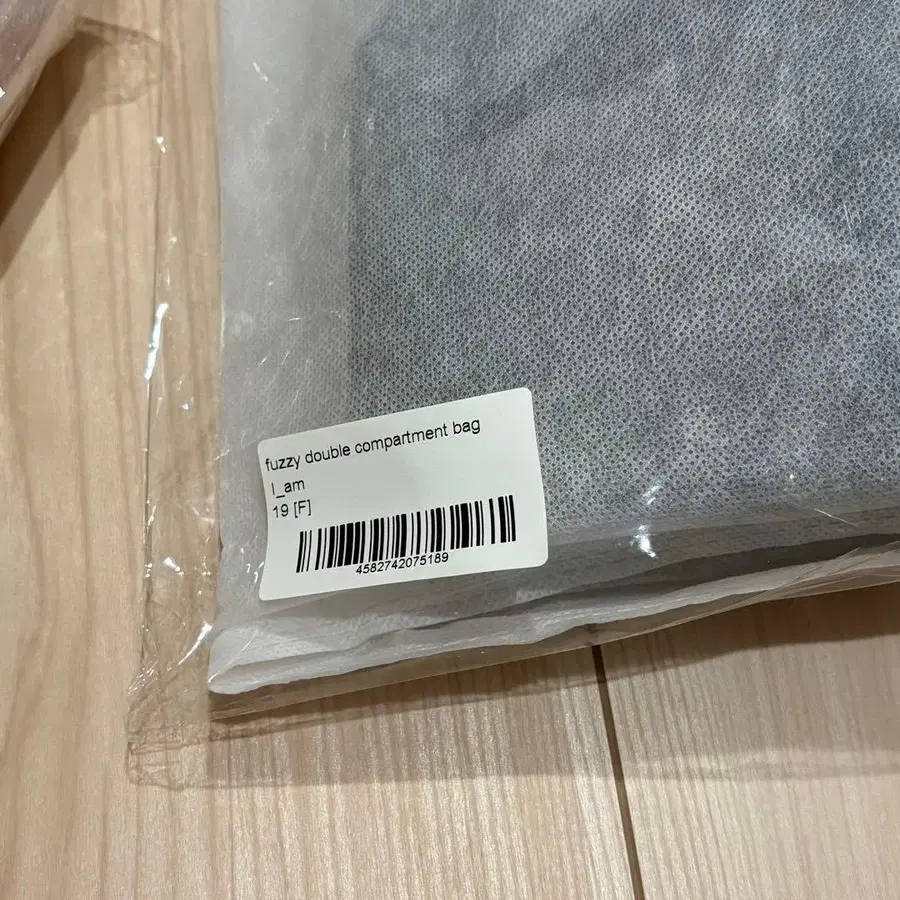 fuzzy double compartment bag
l_am
19 [F]
4582742075189